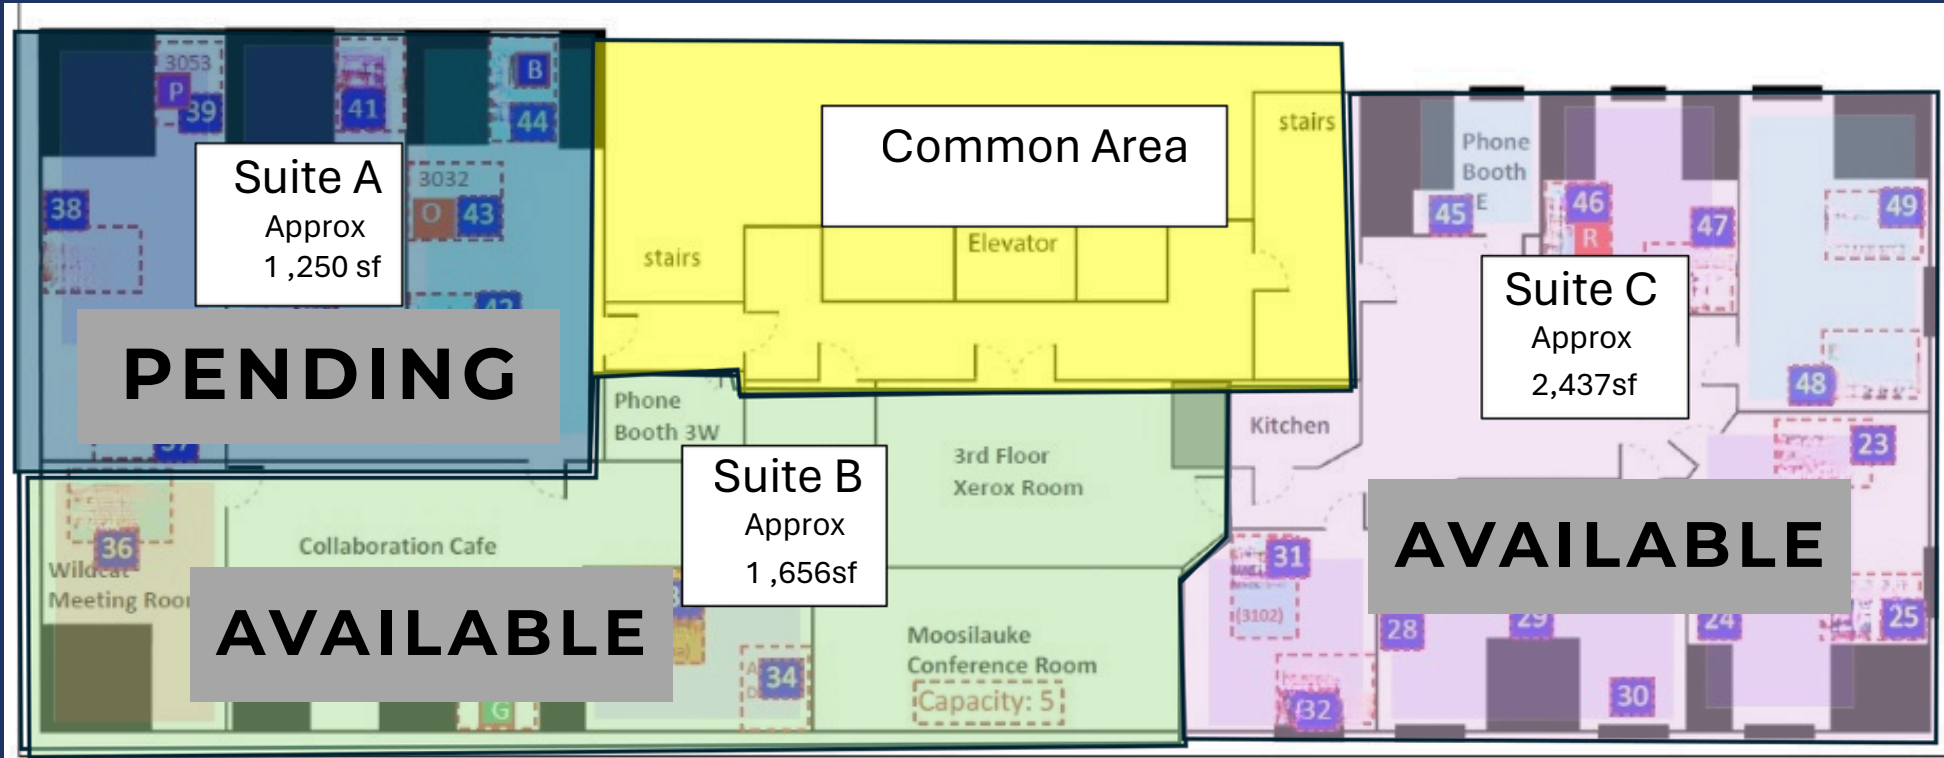 3053
P
39
41
B
44
38
3032
O
43
Suite A
Approx
1 ,250 sf
PENDING
Common Area
stairs
Elevator
stairs
Phone
Booth
45
46
R
47
49
Suite C
Approx
2,437sf
48
Phone
Booth 3W
3rd Floor
Xerox Room
Kitchen
23
Suite B
Approx
1 ,656sf
36
Wildcat
Meeting Room
Collaboration Cafe
AVAILABLE
G
34
Moosilauke
Conference Room
Capacity: 5
31
(3102)
AVAILABLE
28
29
24
25
32
30